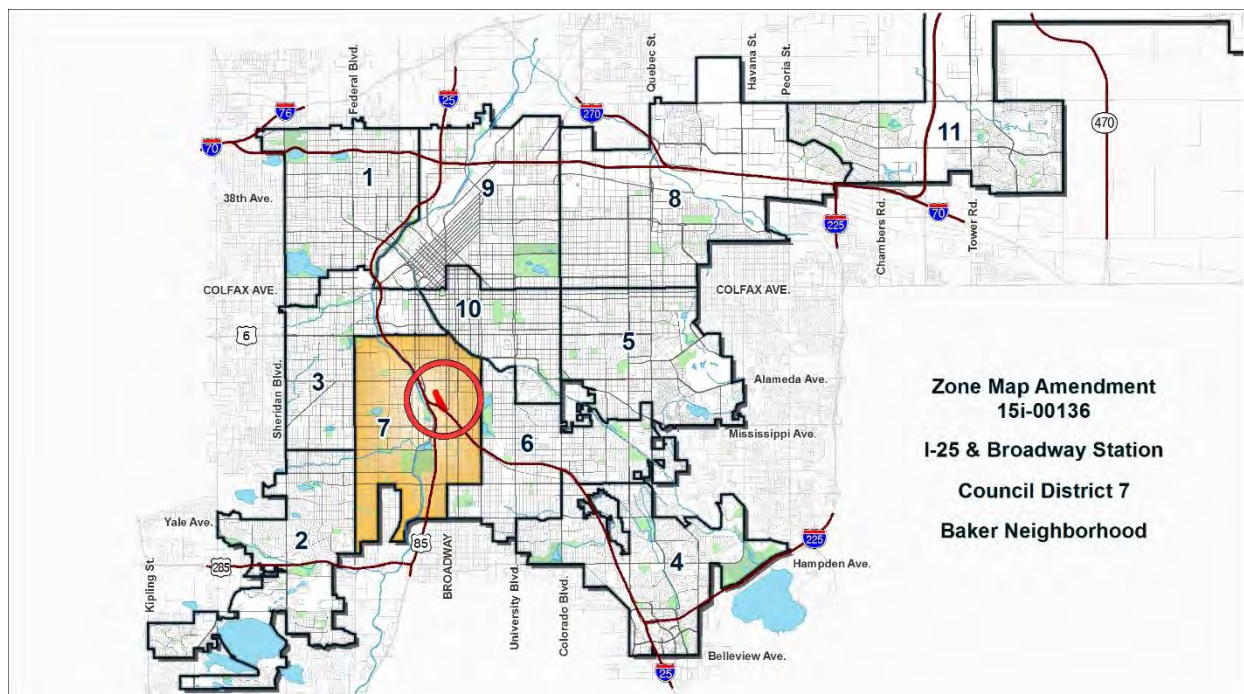 Federal Blvd.
25
Quebec St.
Havana St.
Peoria St.
76
270
70
11
470
1
9
8
38th Ave.
225
Chambers Rd.
70
Tower Rd.
COLFAX AVE.
COLFAX AVE.
10
6
5
Sheridan Blvd.
3
Alameda Ave.
7
Mississippi Ave.
6
Zone Map Amendment
15i-00136
I-25 & Broadway Station
Council District 7
Baker Neighborhood
Yale Ave.
2
85
BROADWAY
University Blvd.
Colorado Blvd.
4
225
Hampden Ave.
285
Kipling St.
Belleview Ave.
25